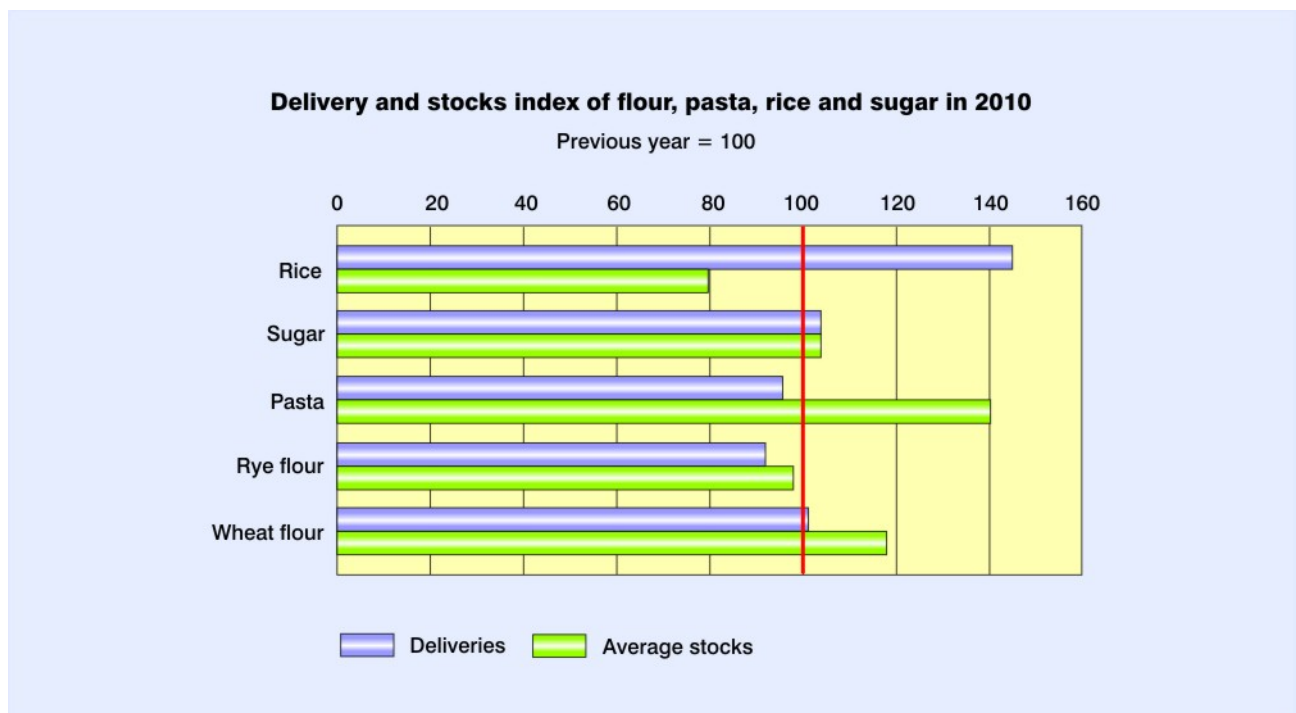 Delivery and stocks index of flour, pasta, rice and sugar in 2010
Previous year = 100
0 20 40 60 80 100 120 140 160
Rice
Sugar
Pasta
Rye flour
Wheat flour
Deliveries Average stocks